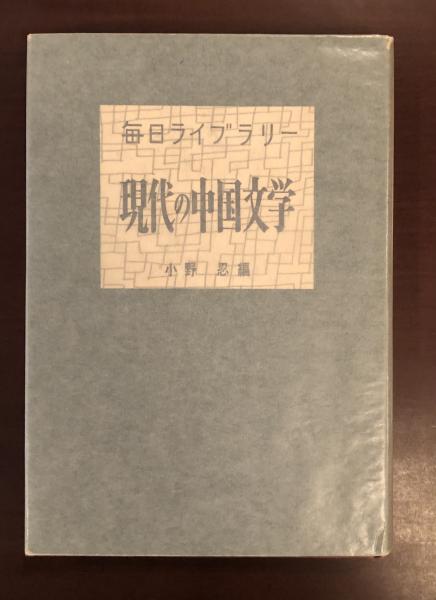 毎日ライブラリー
現代の中国文学
小野 忍編